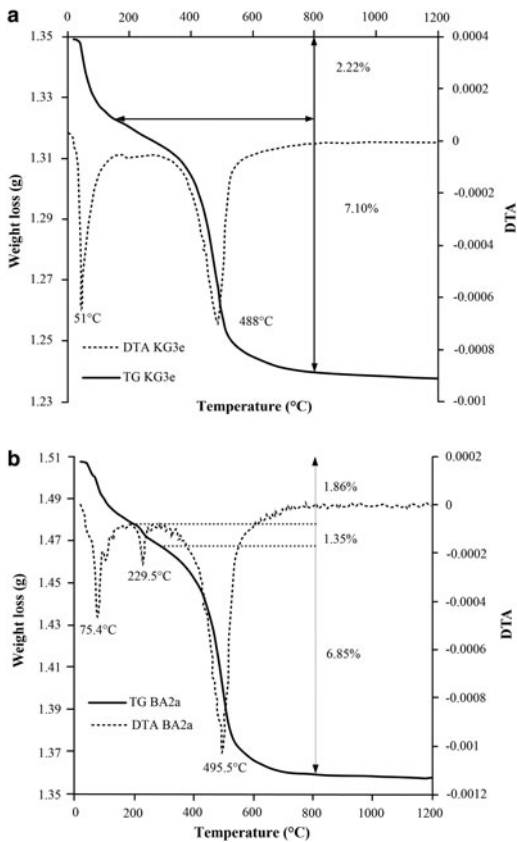 a
0 200 400 600 800 1000 1200
1.35 0.0004
2.22%
1.33 0.0002
1.31 0
1.29 -0.0002
7.10%
1.27 -0.0004
Weight loss (g)
DTA
51°C 488°C
-0.0006
1.25 -0.0008
DTA KG3e
TG KG3e
1.23 -0.001
Temperature (°C)
b
1.51 0.0002
1.86%
1.49 0
1.47 1.35% -0.0002
229.5°C
1.45 -0.0004
75.4°C
Weight loss (g)
DTA
1.43 -0.0006
6.85%
1.41 -0.0008
1.39
TG BA2a
DTA BA2a
-0.001
1.37
495.5°C
1.35 -0.0012
0 200 400 600 800 1000 1200
Temperature (°C)